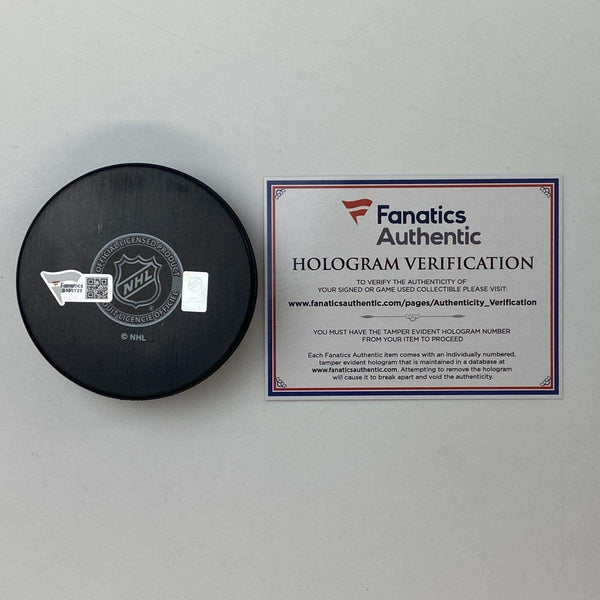 OFFICIAL LICENSED PRODUCT
NHL
PRODUIT LICENCIÉ OFFICIEL
© NHL
Fanatics
Fanatics
Authentic
HOLOGRAM VERIFICATION
TO VERIFY THE AUTHENTICITY OF
YOUR SIGNED OR GAME USED COLLECTIBLE PLEASE VISIT:
www.fanaticsauthentic.com/pages/Authenticity_Verification
YOU MUST HAVE THE TAMPER EVIDENT HOLOGRAM NUMBER
FROM YOUR ITEM TO PROCEED
Each Fanatics Authentic item comes with an individually numbered,
tamper evident hologram that is maintained in a database at
www.fanaticsauthentic.com. Attempting to remove the hologram
will cause it to break apart and void the authenticity.